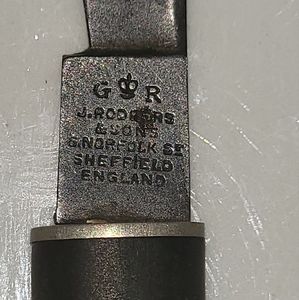 G R
J. RODGERS
& SONS
6 NORFOLK ST
SHEFFIELD
ENGLAND